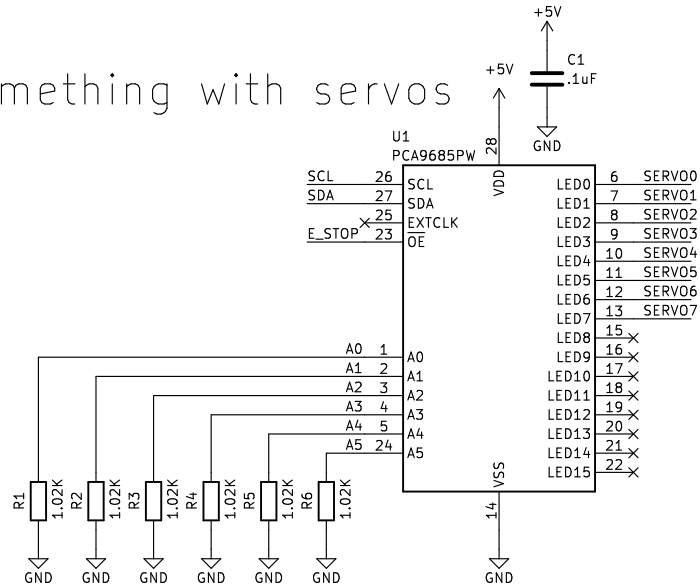 +5V
C1
.1uF
GND
mething with servos
+5V
U1
PCA9685PW
28
VDD
SCL 26 SCL
SDA 27 SDA
25 EXTCLK
E_STOP 23 OE
LED0 6 SERVO0
LED1 7 SERVO1
LED2 8 SERVO2
LED3 9 SERVO3
LED4 10 SERVO4
LED5 11 SERVO5
LED6 12 SERVO6
LED7 13 SERVO7
LED8 15
LED9 16
LED10 17
LED11 18
LED12 19
LED13 20
LED14 21
LED15 22
A0 1 A0
A1 2 A1
A2 3 A2
A3 4 A3
A4 5 A4
A5 24 A5
VSS
14
GND
R1 1.02K
R2 1.02K
R3 1.02K
R4 1.02K
R5 1.02K
R6 1.02K
GND GND GND GND GND GND